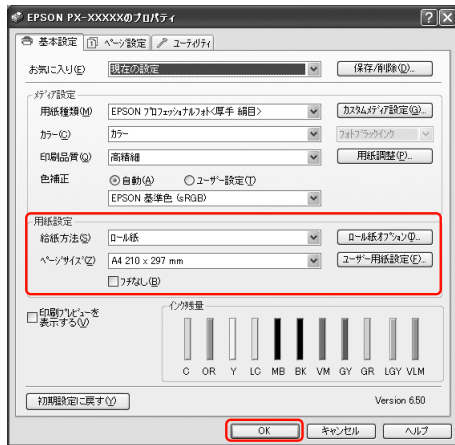 EPSON PX-XXXXXのプロパティ
基本設定 ページ設定 ユーティリティ
お気に入り(E) 現在の設定 保存/削除(D)...
メディア設定
用紙種類(M) EPSON プロフェッショナルフォト<厚手 絹目> カスタムメディア設定(G)...
カラー(C) カラー フォトブラックインク
印刷品質(Q) 高精細 用紙調整(P)...
色補正 自動(A) ユーザー設定(T)
EPSON 基準色 (sRGB)
用紙設定
給紙方法(S) ロール紙 ロール紙オプション(I)...
ページサイズ(Z) A4 210 x 297 mm ユーザー用紙設定(F)...
フチなし(B)
印刷プレビューを
表示する(V)
インク残量
C OR Y LC MB BK VM GY GR LGY VLM
初期設定に戻す(Y) Version 6.50
OK キャンセル ヘルプ